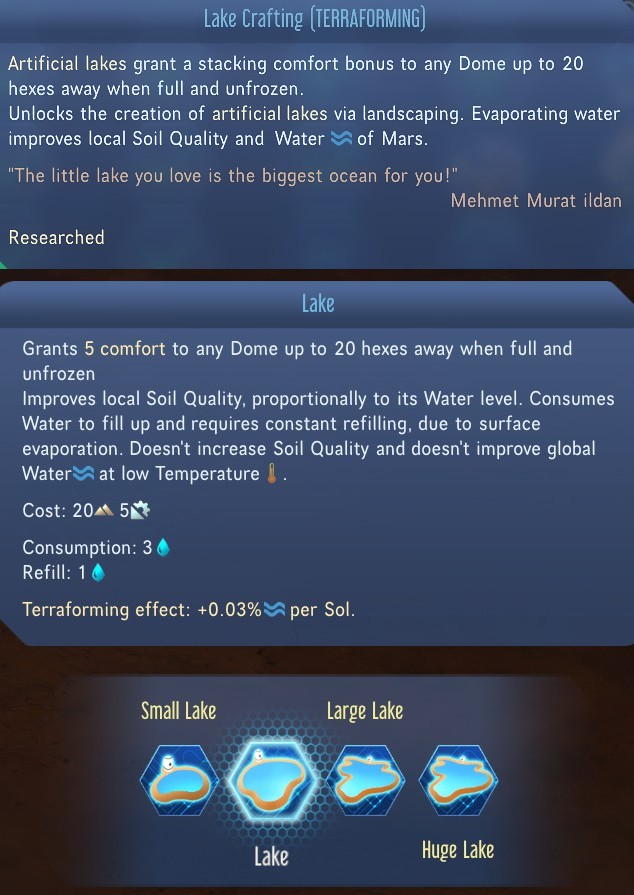 Lake Crafting (TERRAFORMING)
Artificial lakes grant a stacking comfort bonus to any Dome up to 20
hexes away when full and unfrozen.
Unlocks the creation of artificial lakes via landscaping. Evaporating water
improves local Soil Quality and Water of Mars.
"The little lake you love is the biggest ocean for you!"
Mehmet Murat ildan
Researched
Lake
Grants 5 comfort to any Dome up to 20 hexes away when full and
unfrozen
Improves local Soil Quality, proportionally to its Water level. Consumes
Water to fill up and requires constant refilling, due to surface
evaporation. Doesn't increase Soil Quality and doesn't improve global
Water at low Temperature .
Cost: 20 5
Consumption: 3
Refill: 1
Terraforming effect: +0.03% per Sol.
Small Lake
Large Lake
Lake
Huge Lake